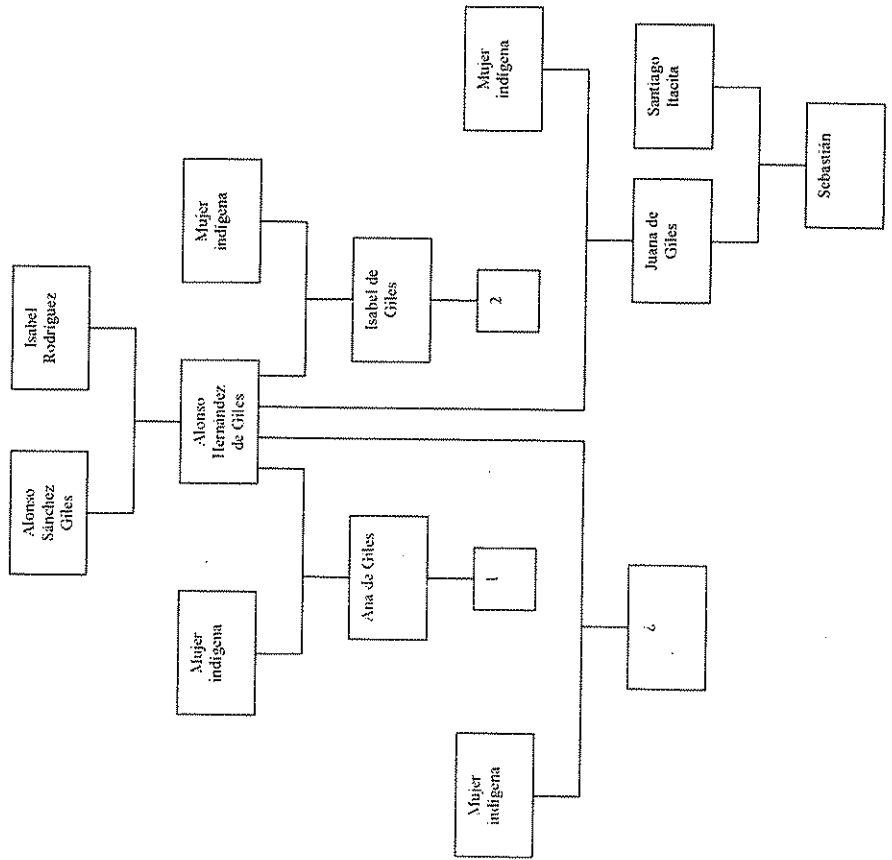 Alonso
Sánchez
Giles
Isabel
Rodríguez
Mujer
indígena
Alonso
Hernández
de Giles
Mujer
indígena
Ana de Giles
Isabel de
Giles
Mujer
indígena
1
2
Mujer
indígena
¿
Juana de
Giles
Santiago
Itacita
Sebastián